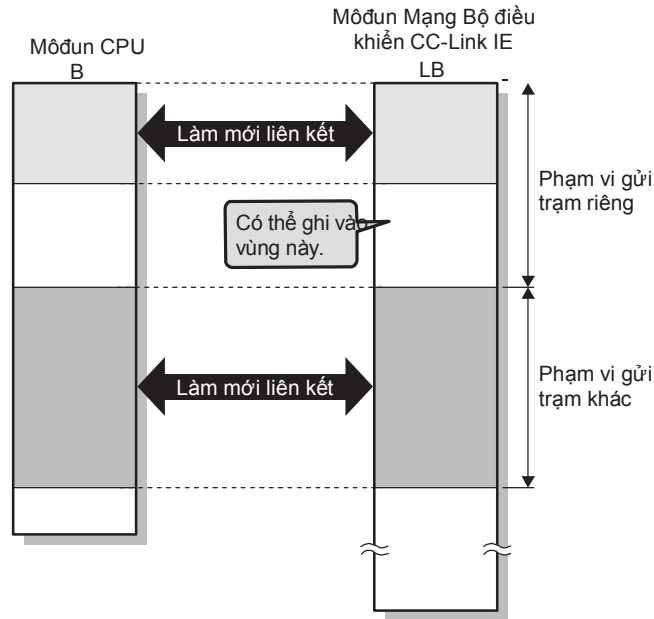 Môđun CPU
B
Môđun Mạng Bộ điều
khiển CC-Link IE
LB
Làm mới liên kết
Phạm vi gửi
trạm riêng
Có thể ghi vào
vùng này.
Làm mới liên kết
Phạm vi gửi
trạm khác